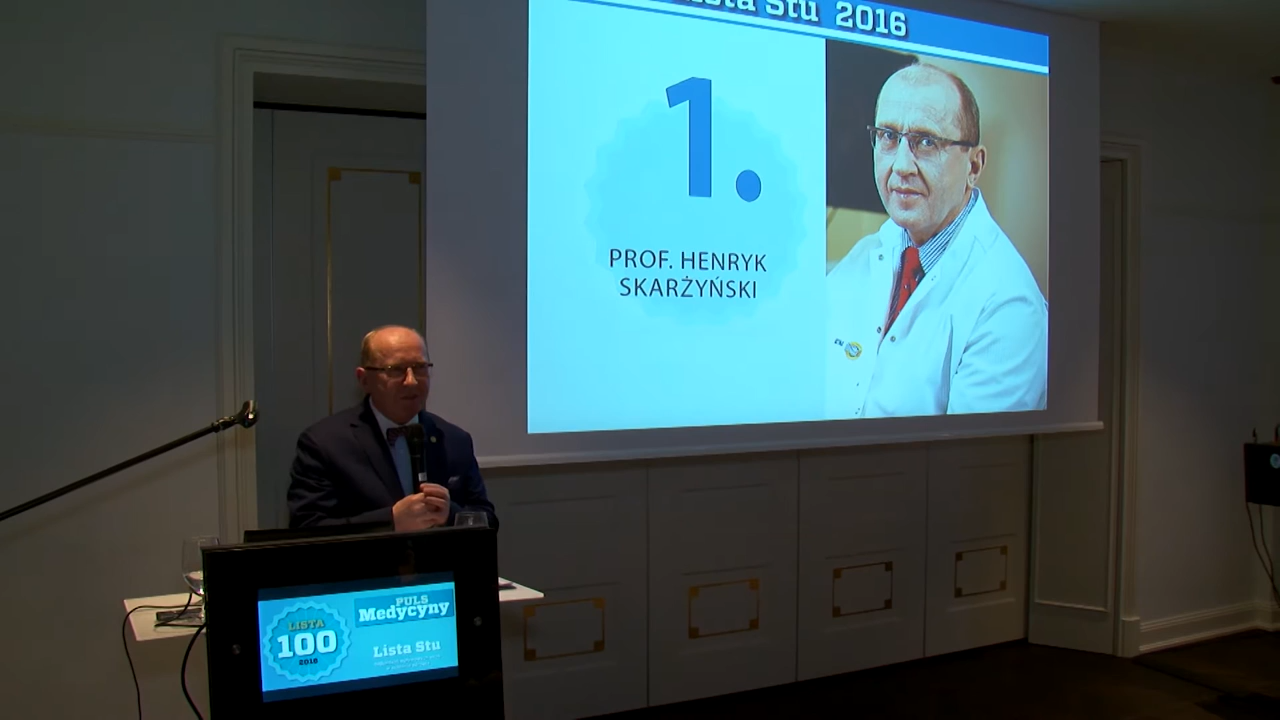 Lista Stu 2016
1.
PROF. HENRYK
SKARŻYŃSKI
PULS
Medycyny
LISTA
100
2016
Lista Stu